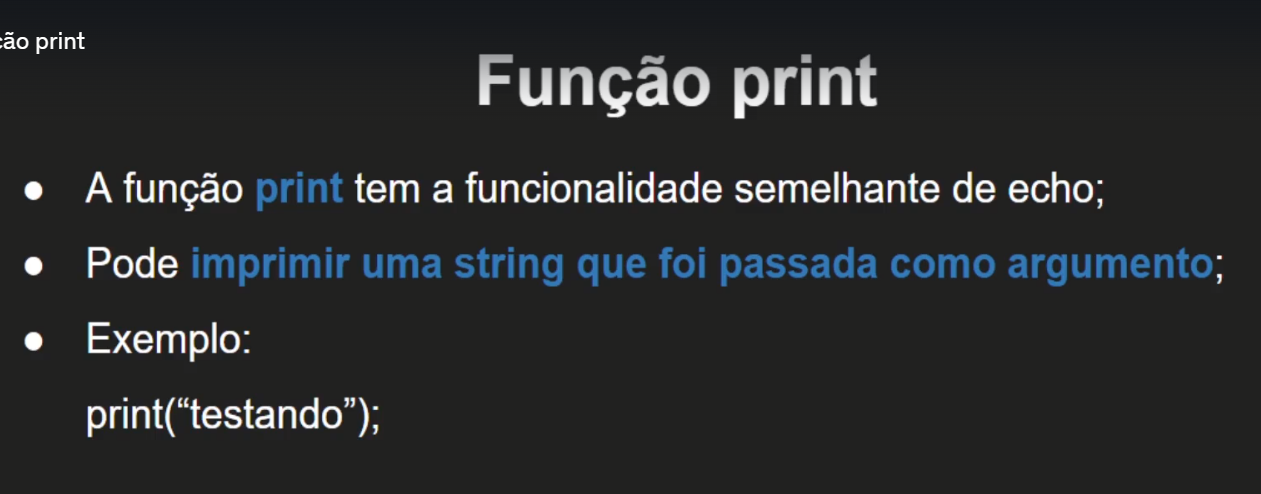 ção print
Função print
● A função print tem a funcionalidade semelhante de echo;
● Pode imprimir uma string que foi passada como argumento;
● Exemplo:
print(“testando”);